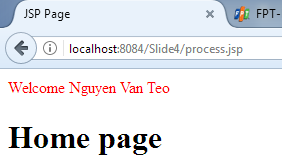 JSP Page
FPT-
localhost:8084/Slide4/process.jsp
Welcome Nguyen Van Teo
Home page